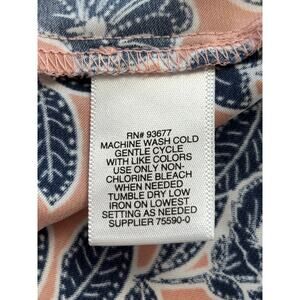 RN# 93677
MACHINE WASH COLD
GENTLE CYCLE
WITH LIKE COLORS
USE ONLY NON-
CHLORINE BLEACH
WHEN NEEDED
TUMBLE DRY LOW
IRON ON LOWEST
SETTING AS NEEDED
SUPPLIER 75590-0